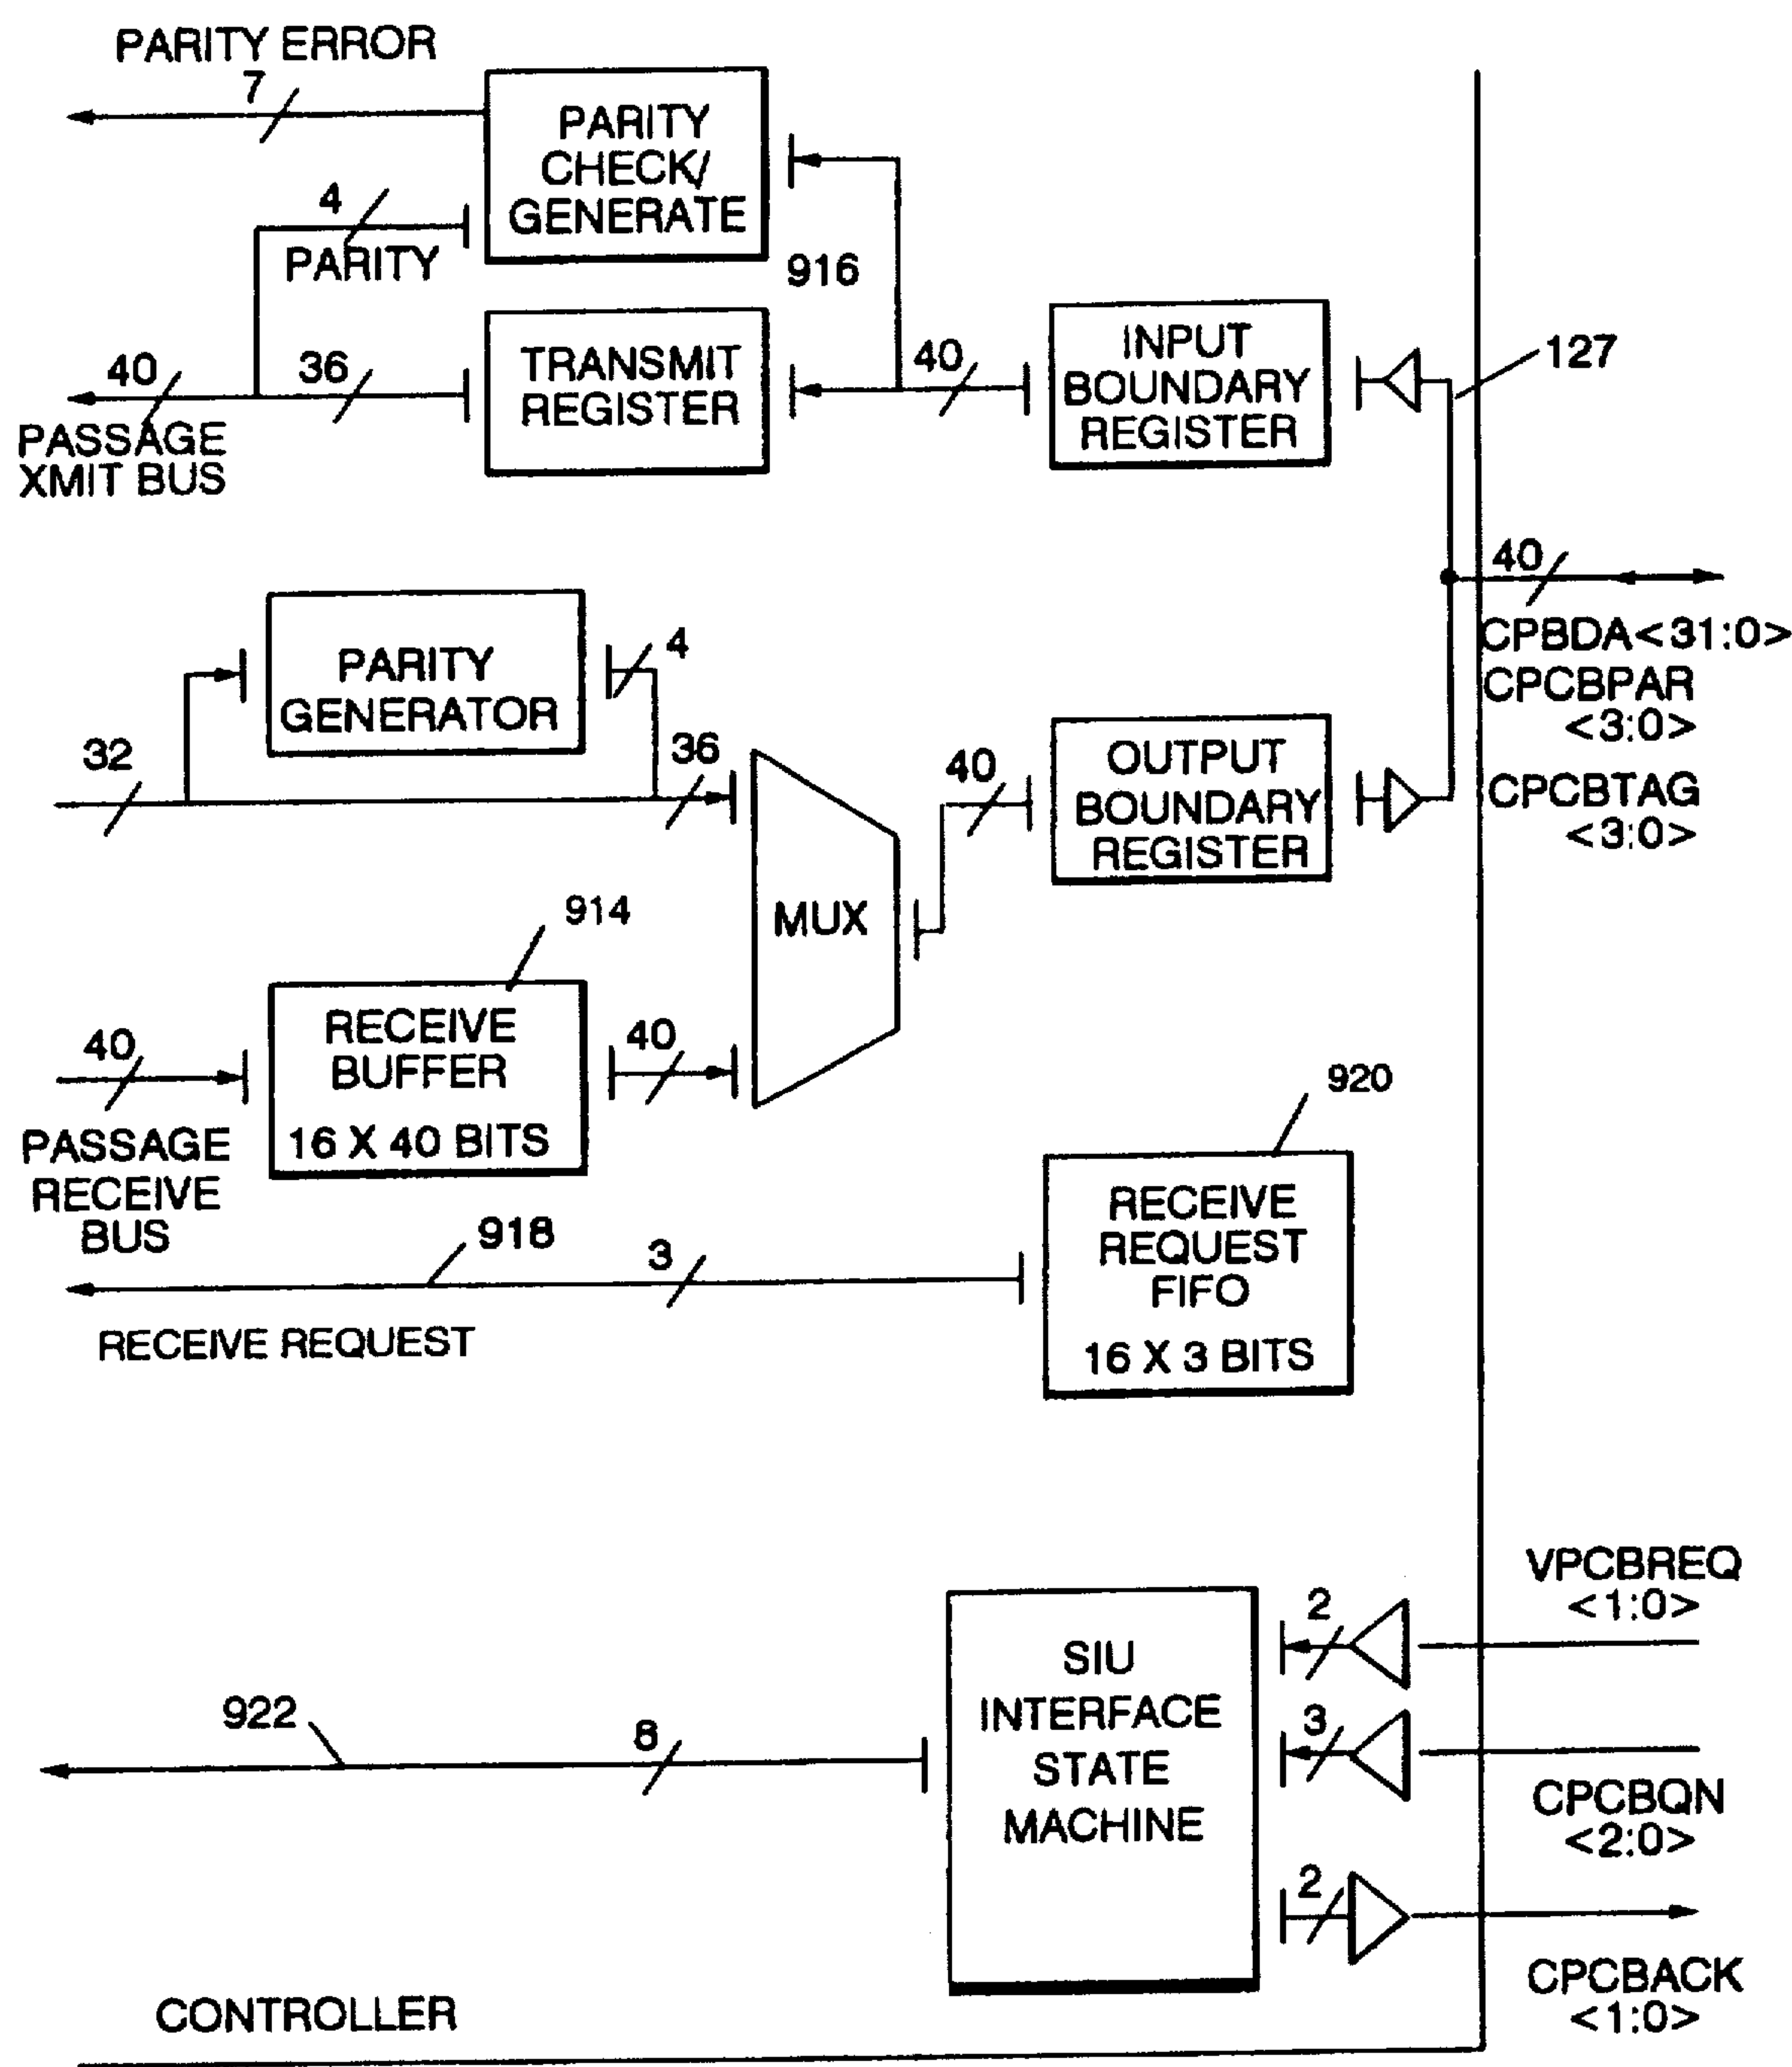 PARITY ERROR
7
PARITY
CHECK/
GENERATE
4
PARITY
916
40
36
TRANSMIT
REGISTER
40
INPUT
BOUNDARY
REGISTER
127
PASSAGE
XMIT BUS
40
CPBDA<31:0>
CPCBPAR
<3:0>
CPCBTAG
<3:0>
PARITY
GENERATOR
4
32
36
MUX
40
OUTPUT
BOUNDARY
REGISTER
914
40
RECEIVE
BUFFER
16 X 40 BITS
40
PASSAGE
RECEIVE
BUS
920
RECEIVE
REQUEST
FIFO
16 X 3 BITS
918
3
RECEIVE REQUEST
VPCBREQ
<1:0>
2
SIU
INTERFACE
STATE
MACHINE
922
8
3
CPCBQN
<2:0>
2
CPCBACK
<1:0>
CONTROLLER